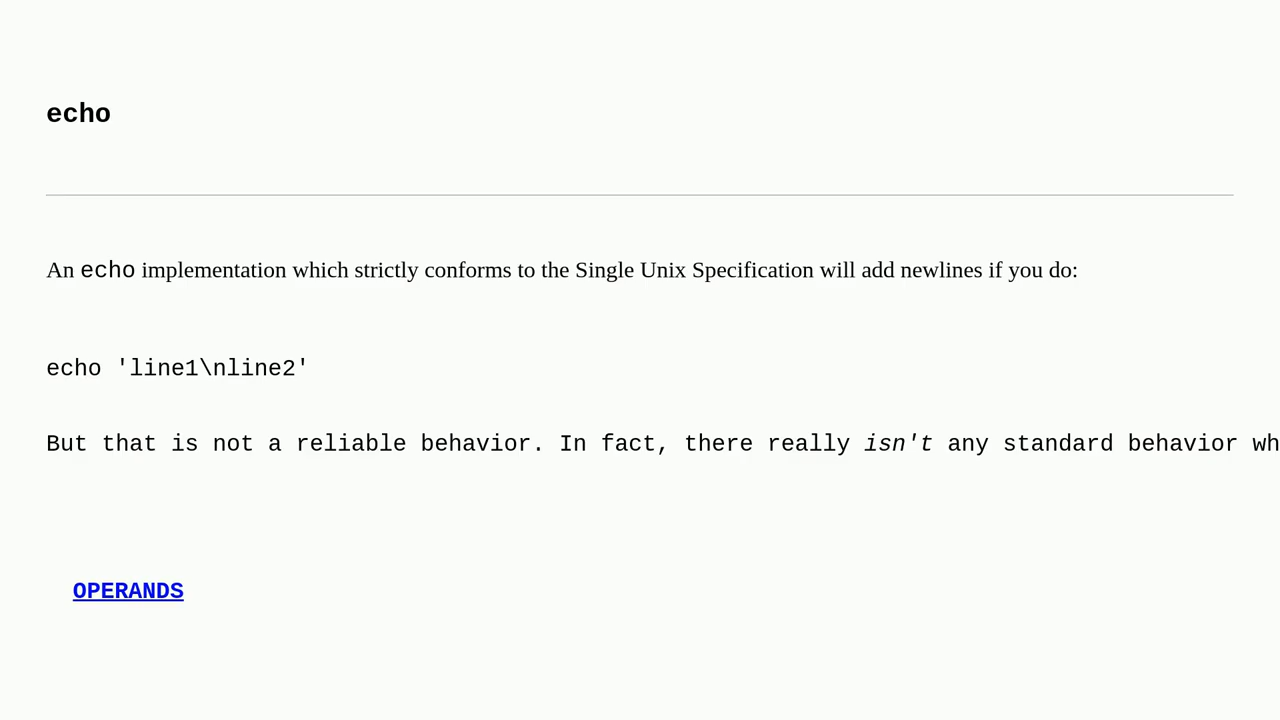 echo
An echo implementation which strictly conforms to the Single Unix Specification will add newlines if you do:
echo 'line1\nline2'
But that is not a reliable behavior. In fact, there really isn't any standard behavior wh
OPERANDS